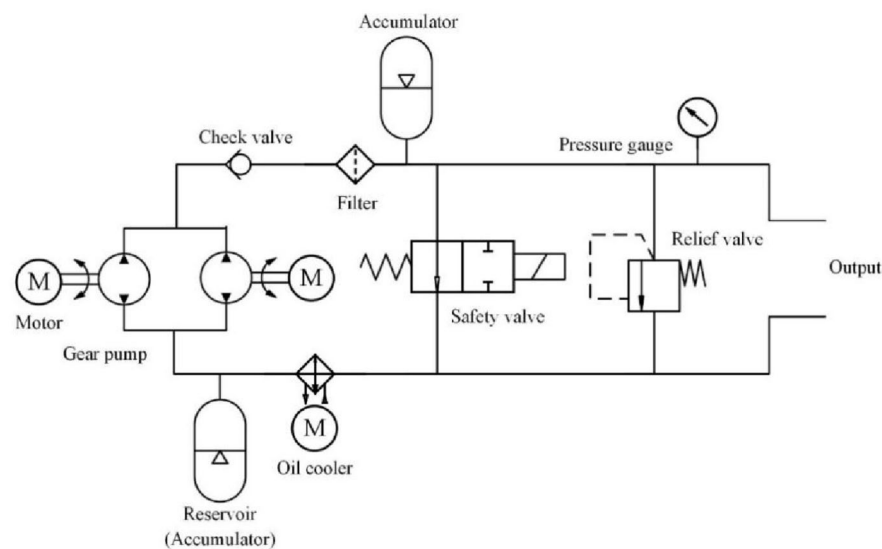 Accumulator
Check valve
Pressure gauge
Filter
Relief valve
M
M
Output
Motor
Safety valve
Gear pump
M
Oil cooler
Reservoir
(Accumulator)